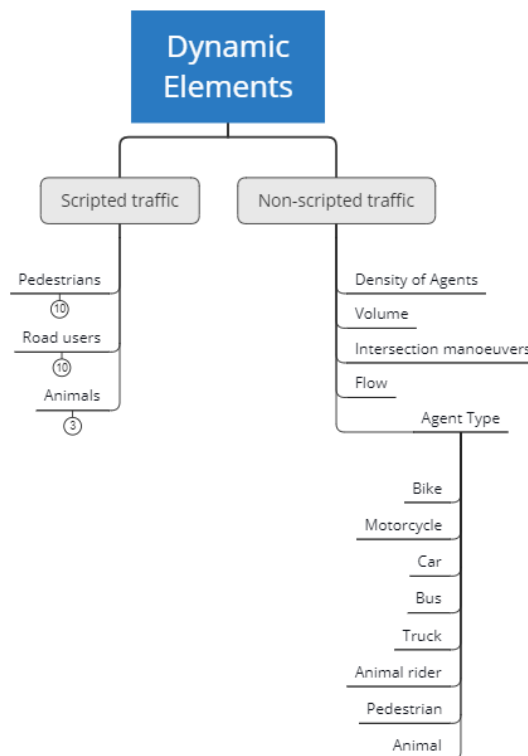 Dynamic
Elements
Scripted traffic
Non-scripted traffic
Pedestrians
10
Road users
10
Animals
3
Density of Agents
Volume
Intersection manoeuvers
Flow
Agent Type
Bike
Motorcycle
Car
Bus
Truck
Animal rider
Pedestrian
Animal